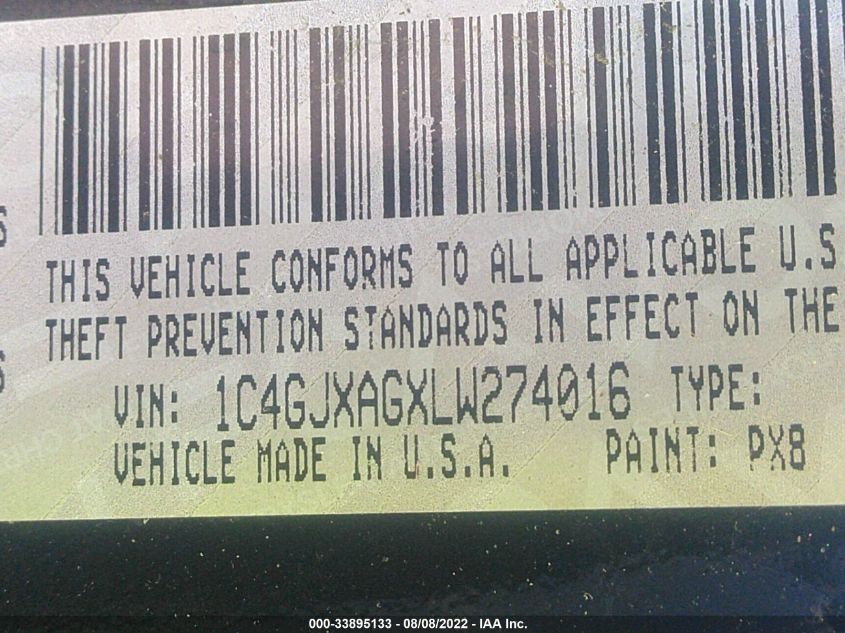 THIS VEHICLE CONFORMS TO ALL APPLICABLE U.S
THEFT PREVENTION STANDARDS IN EFFECT ON THE
VIN: 1C4GJXAGXLW274016 TYPE:
VEHICLE MADE IN U.S.A. PAINT: PX8
000-33895133 - 08/08/2022 - IAA Inc.